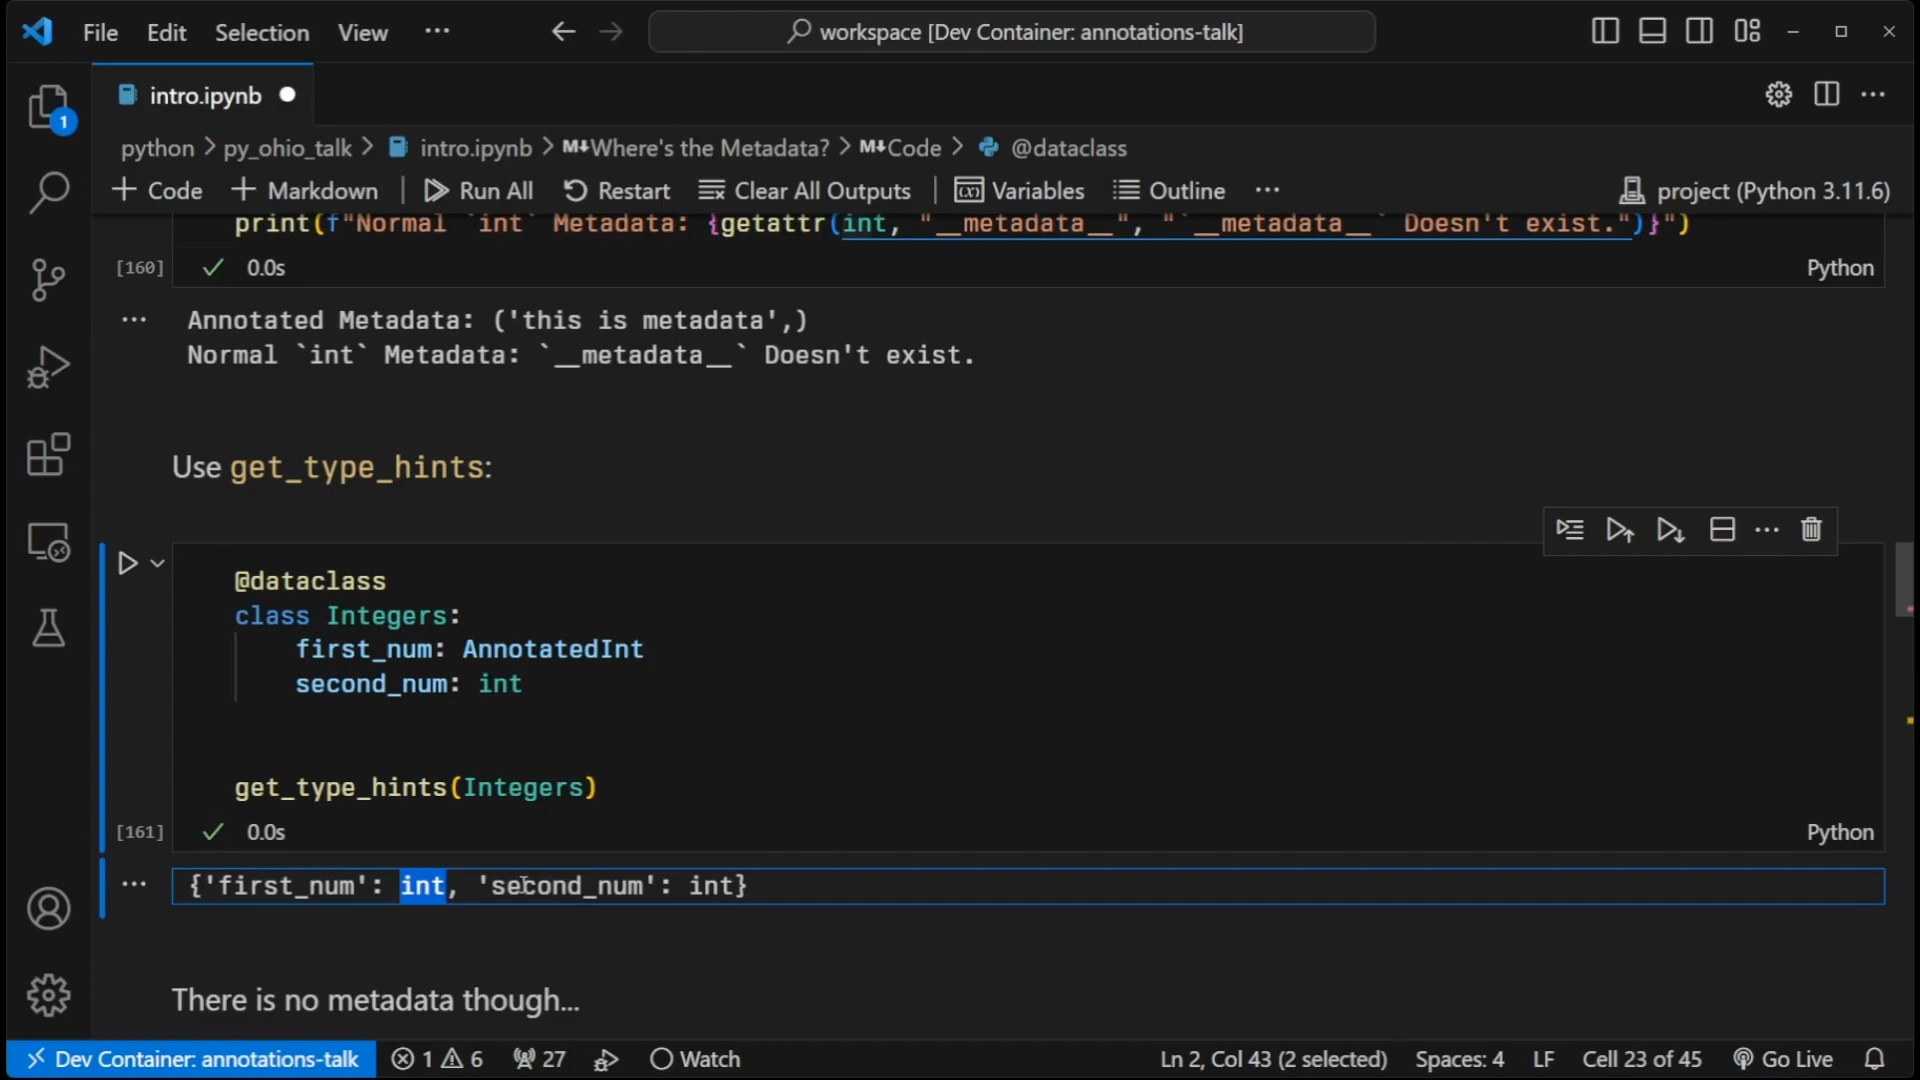 File Edit Selection View ··· workspace [Dev Container: annotations-talk]
intro.ipynb
1
python > py_ohio_talk > intro.ipynb > M↓Where's the Metadata? > M↓Code > @dataclass
+ Code + Markdown | Run All Restart Clear All Outputs | Variables Outline ··· project (Python 3.11.6)
print(f"Normal `int` Metadata: {getattr(int, "__metadata__", "`__metadata__` Doesn't exist.")}")
[160] ✓ 0.0s Python
··· Annotated Metadata: ('this is metadata',)
Normal `int` Metadata: `__metadata__` Doesn't exist.
Use get_type_hints:
@dataclass
class Integers:
first_num: AnnotatedInt
second_num: int
get_type_hints(Integers)
[161] ✓ 0.0s Python
··· {'first_num': int, 'second_num': int}
There is no metadata though...
Dev Container: annotations-talk 1 6 27 Watch Ln 2, Col 43 (2 selected) Spaces: 4 LF Cell 23 of 45 Go Live